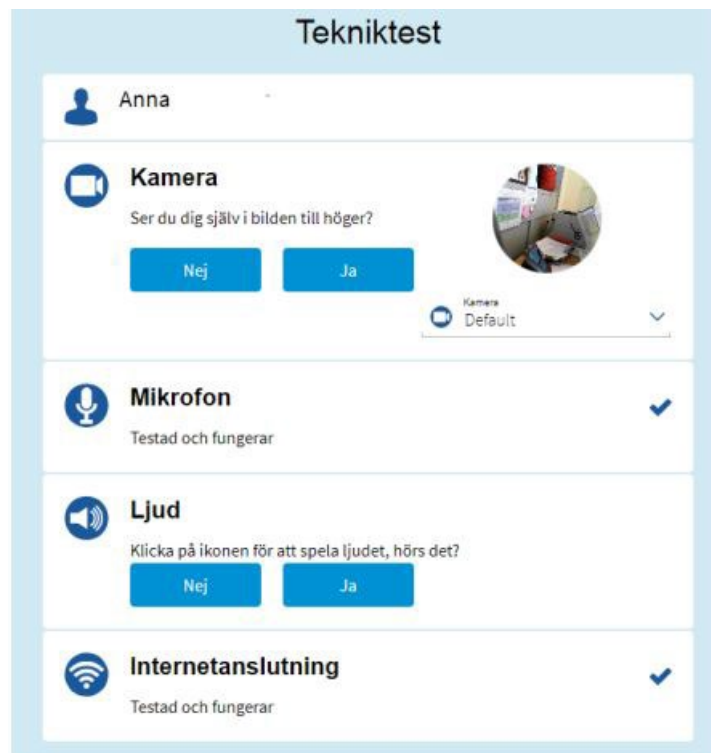 Tekniktest
Anna
Kamera
Ser du dig själv i bilden till höger?
Nej
Ja
Kamera
Default
Mikrofon
Testad och fungerar
Ljud
Klicka på ikonen för att spela ljudet, hörs det?
Nej
Ja
Internetanslutning
Testad och fungerar